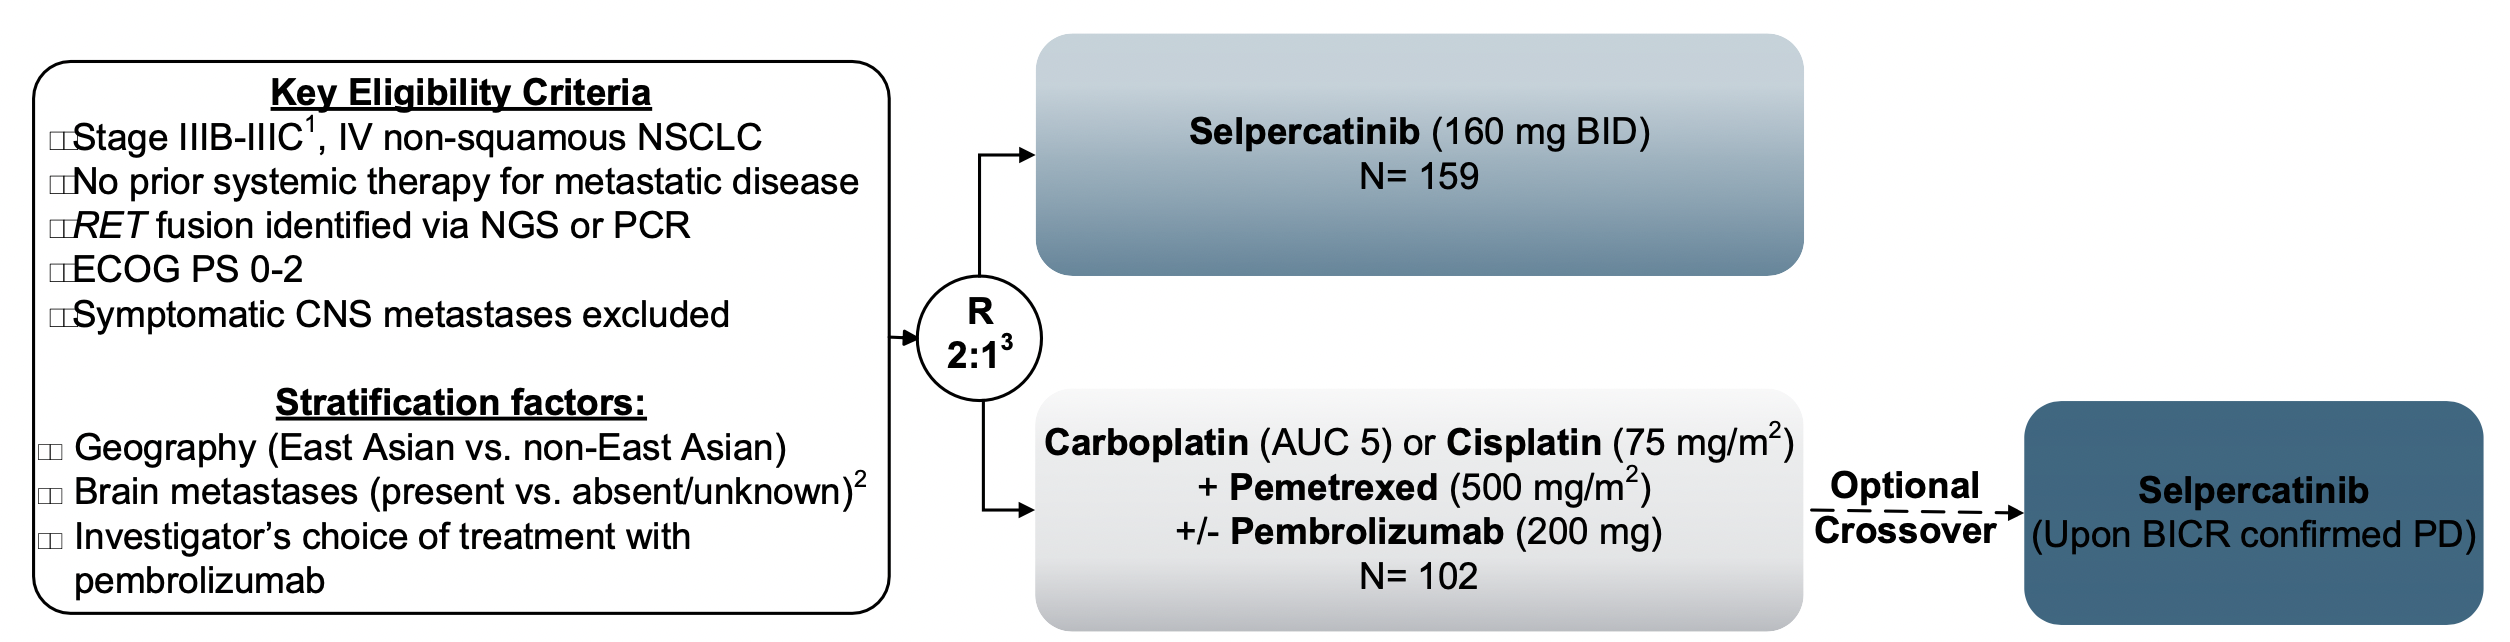 Key Eligibility Criteria
□□Stage IIIB-IIIC¹, IV non-squamous NSCLC
□□No prior systemic therapy for metastatic disease
□□RET fusion identified via NGS or PCR
□□ECOG PS 0-2
□□Symptomatic CNS metastases excluded
Stratification factors:
□□ Geography (East Asian vs. non-East Asian)
□□ Brain metastases (present vs. absent/unknown)²
□□ Investigator’s choice of treatment with
pembrolizumab
R
2:1³
Selpercatinib (160 mg BID)
N= 159
Carboplatin (AUC 5) or Cisplatin (75 mg/m²)
+ Pemetrexed (500 mg/m²)
+/- Pembrolizumab (200 mg)
N= 102
Optional
Crossover
Selpercatinib
(Upon BICR confirmed PD)